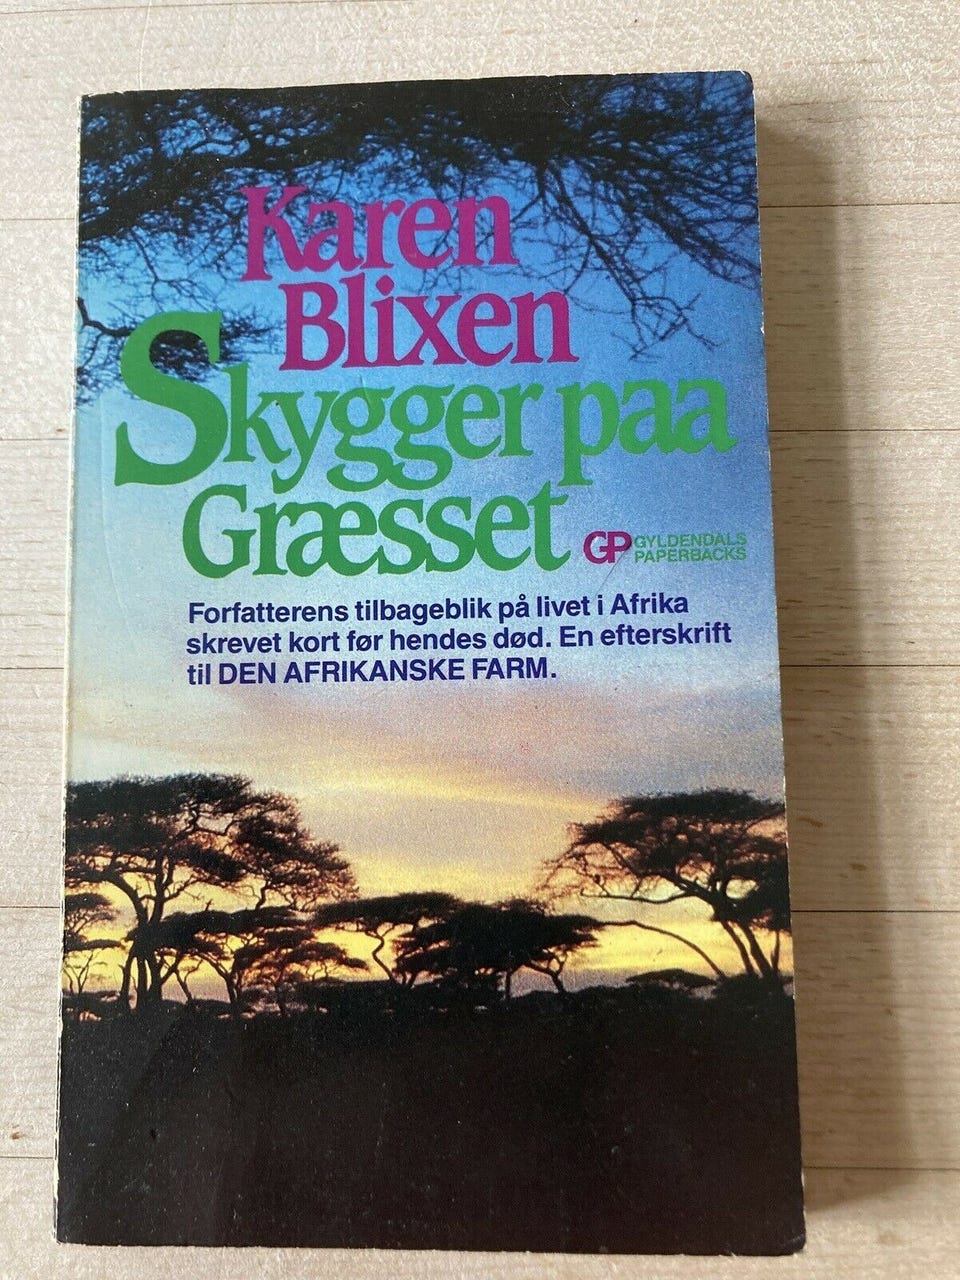 Karen
Blixen
Skygger paa
Græsset
GP GYLDENDALS
PAPERBACKS
Forfatterens tilbageblik på livet i Afrika
skrevet kort før hendes død. En efterskrift
til DEN AFRIKANSKE FARM.